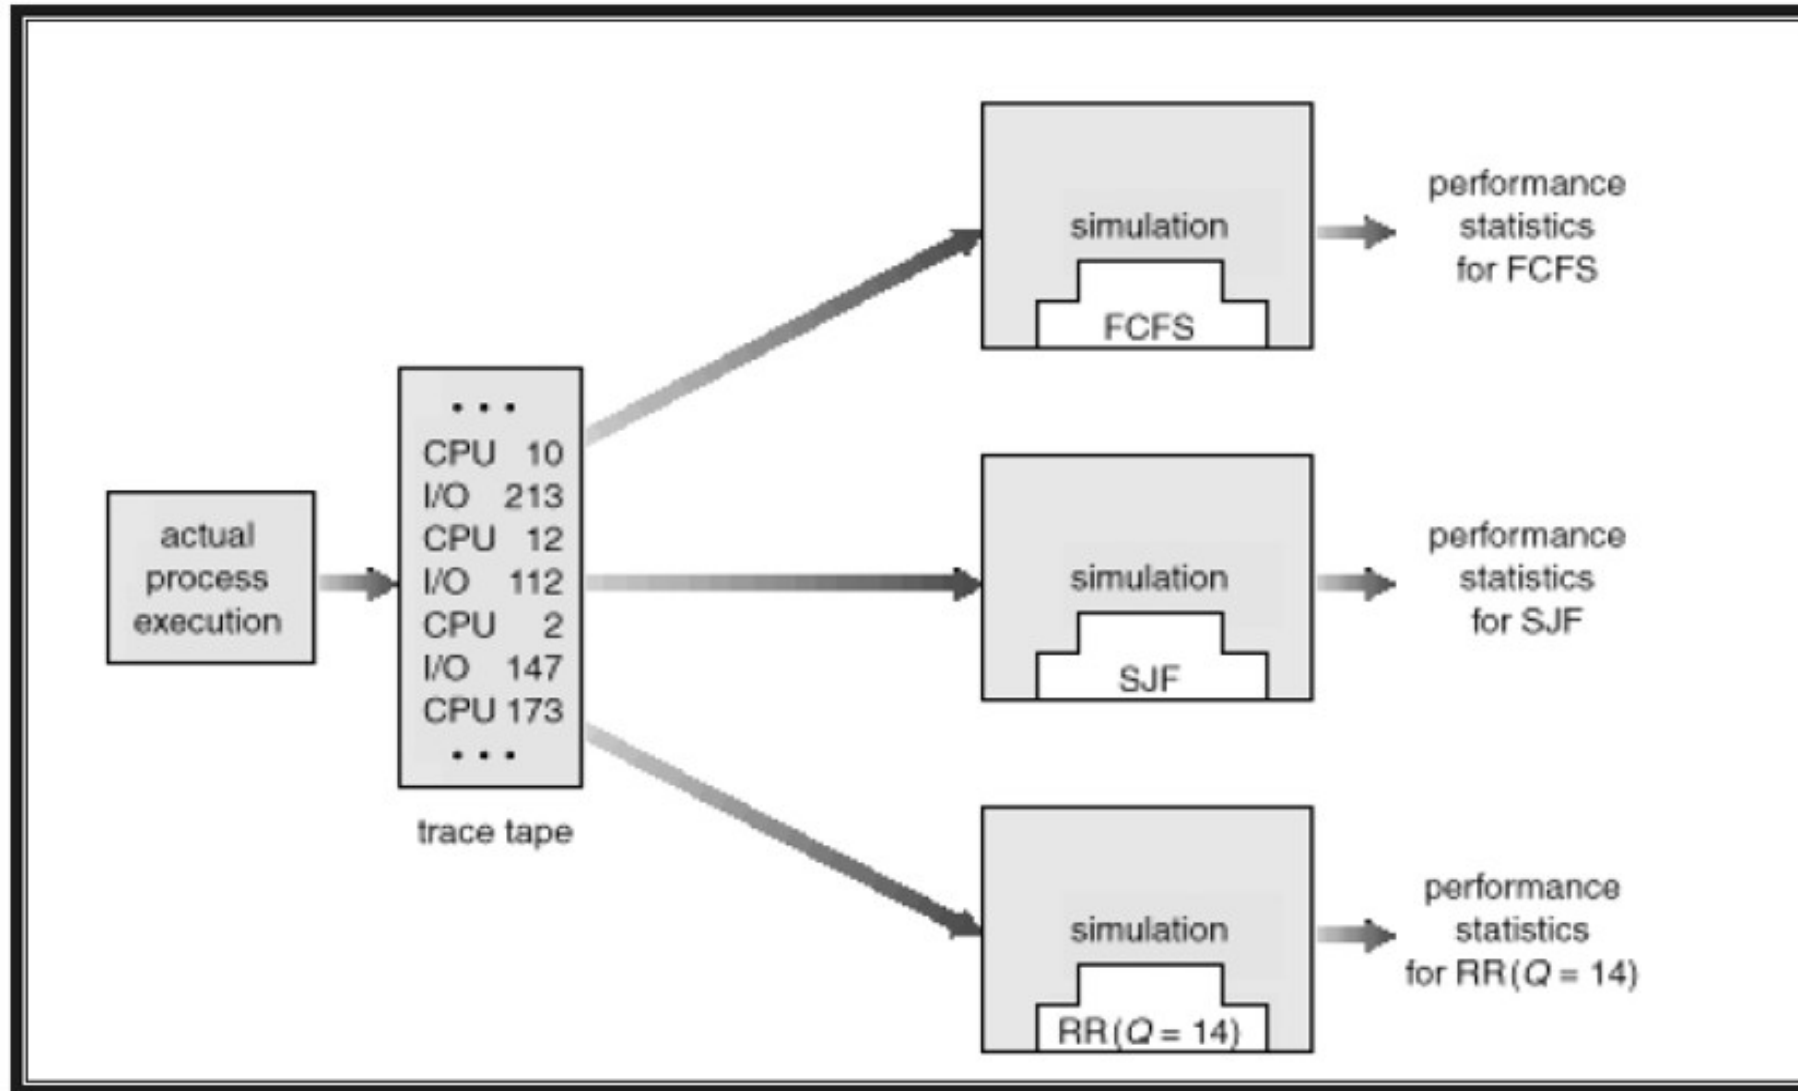 actual
process
execution
• • •
CPU 10
I/O 213
CPU 12
I/O 112
CPU 2
I/O 147
CPU 173
• • •
trace tape
simulation
FCFS
performance
statistics
for FCFS
simulation
SJF
performance
statistics
for SJF
simulation
RR(Q = 14)
performance
statistics
for RR(Q = 14)